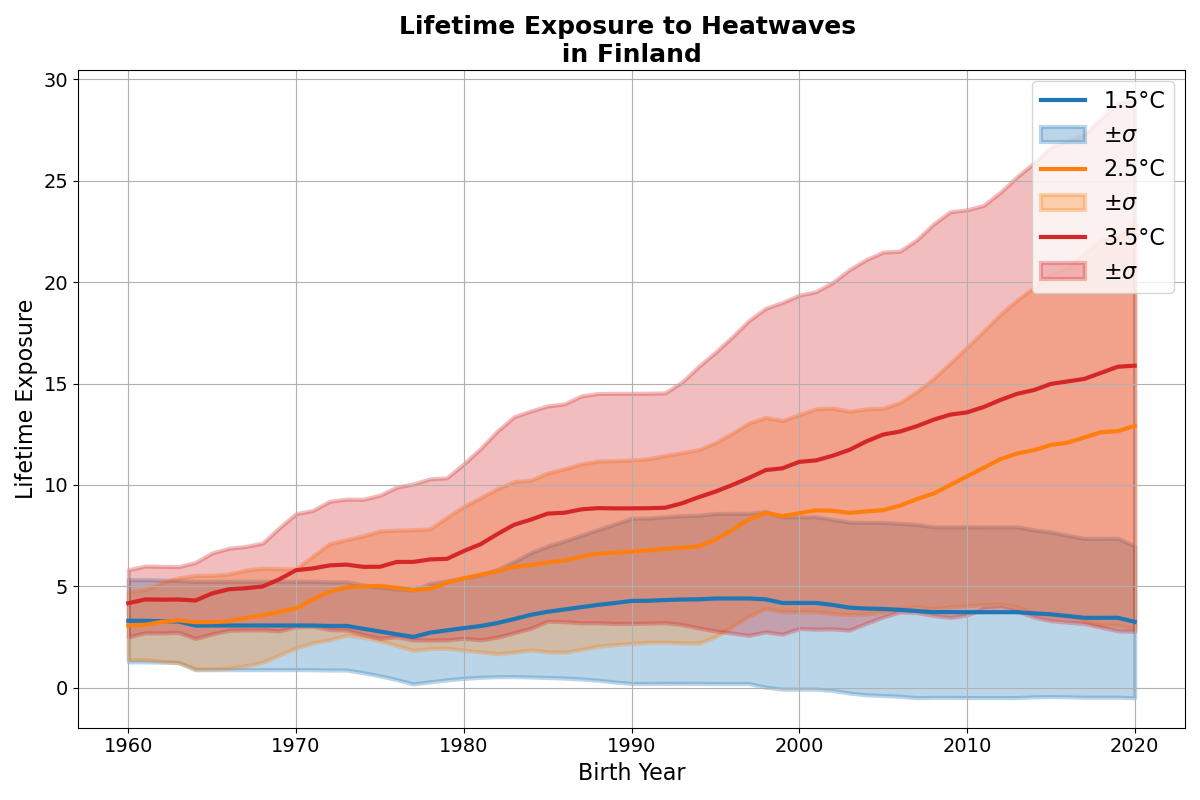 Lifetime Exposure to Heatwaves
in Finland
30
25
20
15
10
5
0
Lifetime Exposure
1960
1970
1980
1990
2000
2010
2020
Birth Year
1.5°C
±σ
2.5°C
±σ
3.5°C
±σ